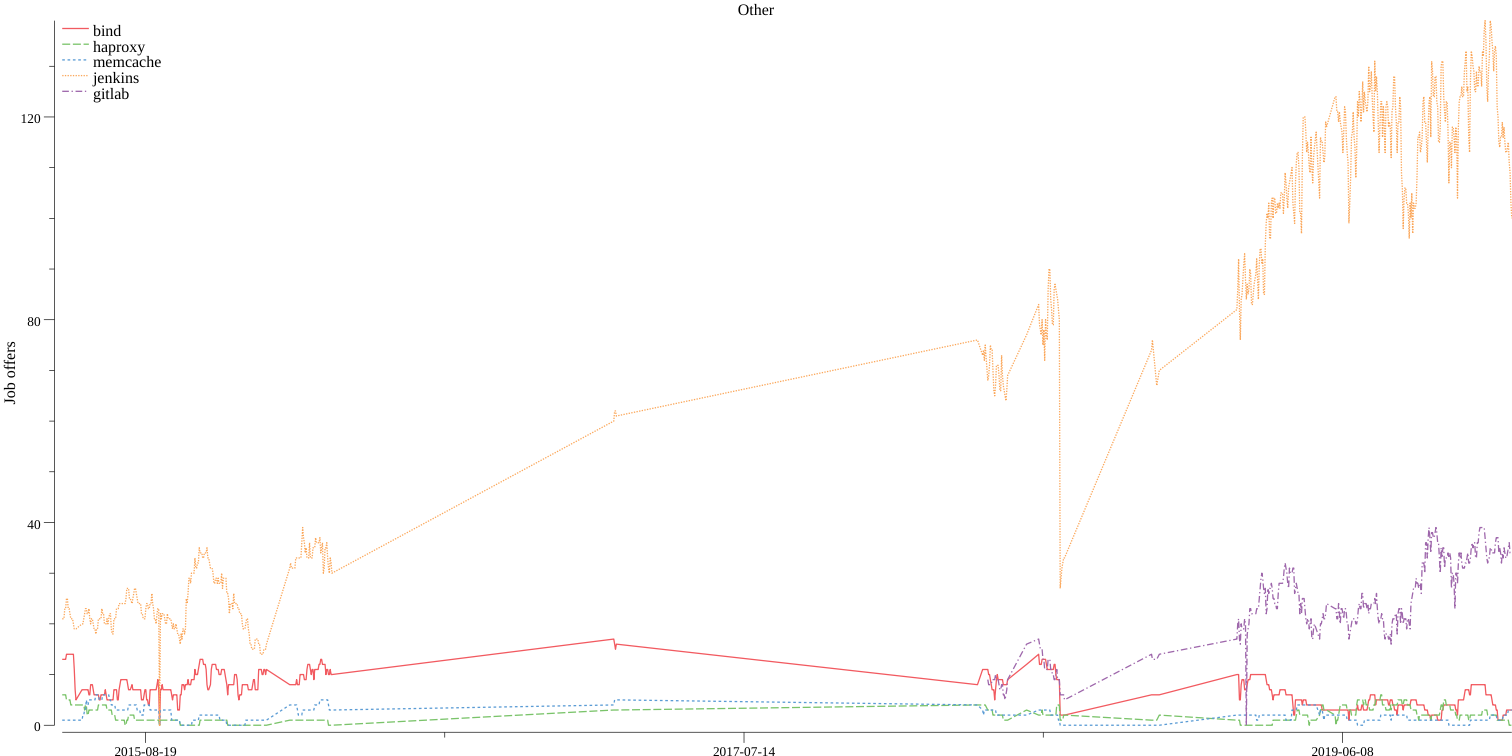 Other
bind
haproxy
memcache
jenkins
gitlab
120
80
40
0
Job offers
2015-08-19
2017-07-14
2019-06-08